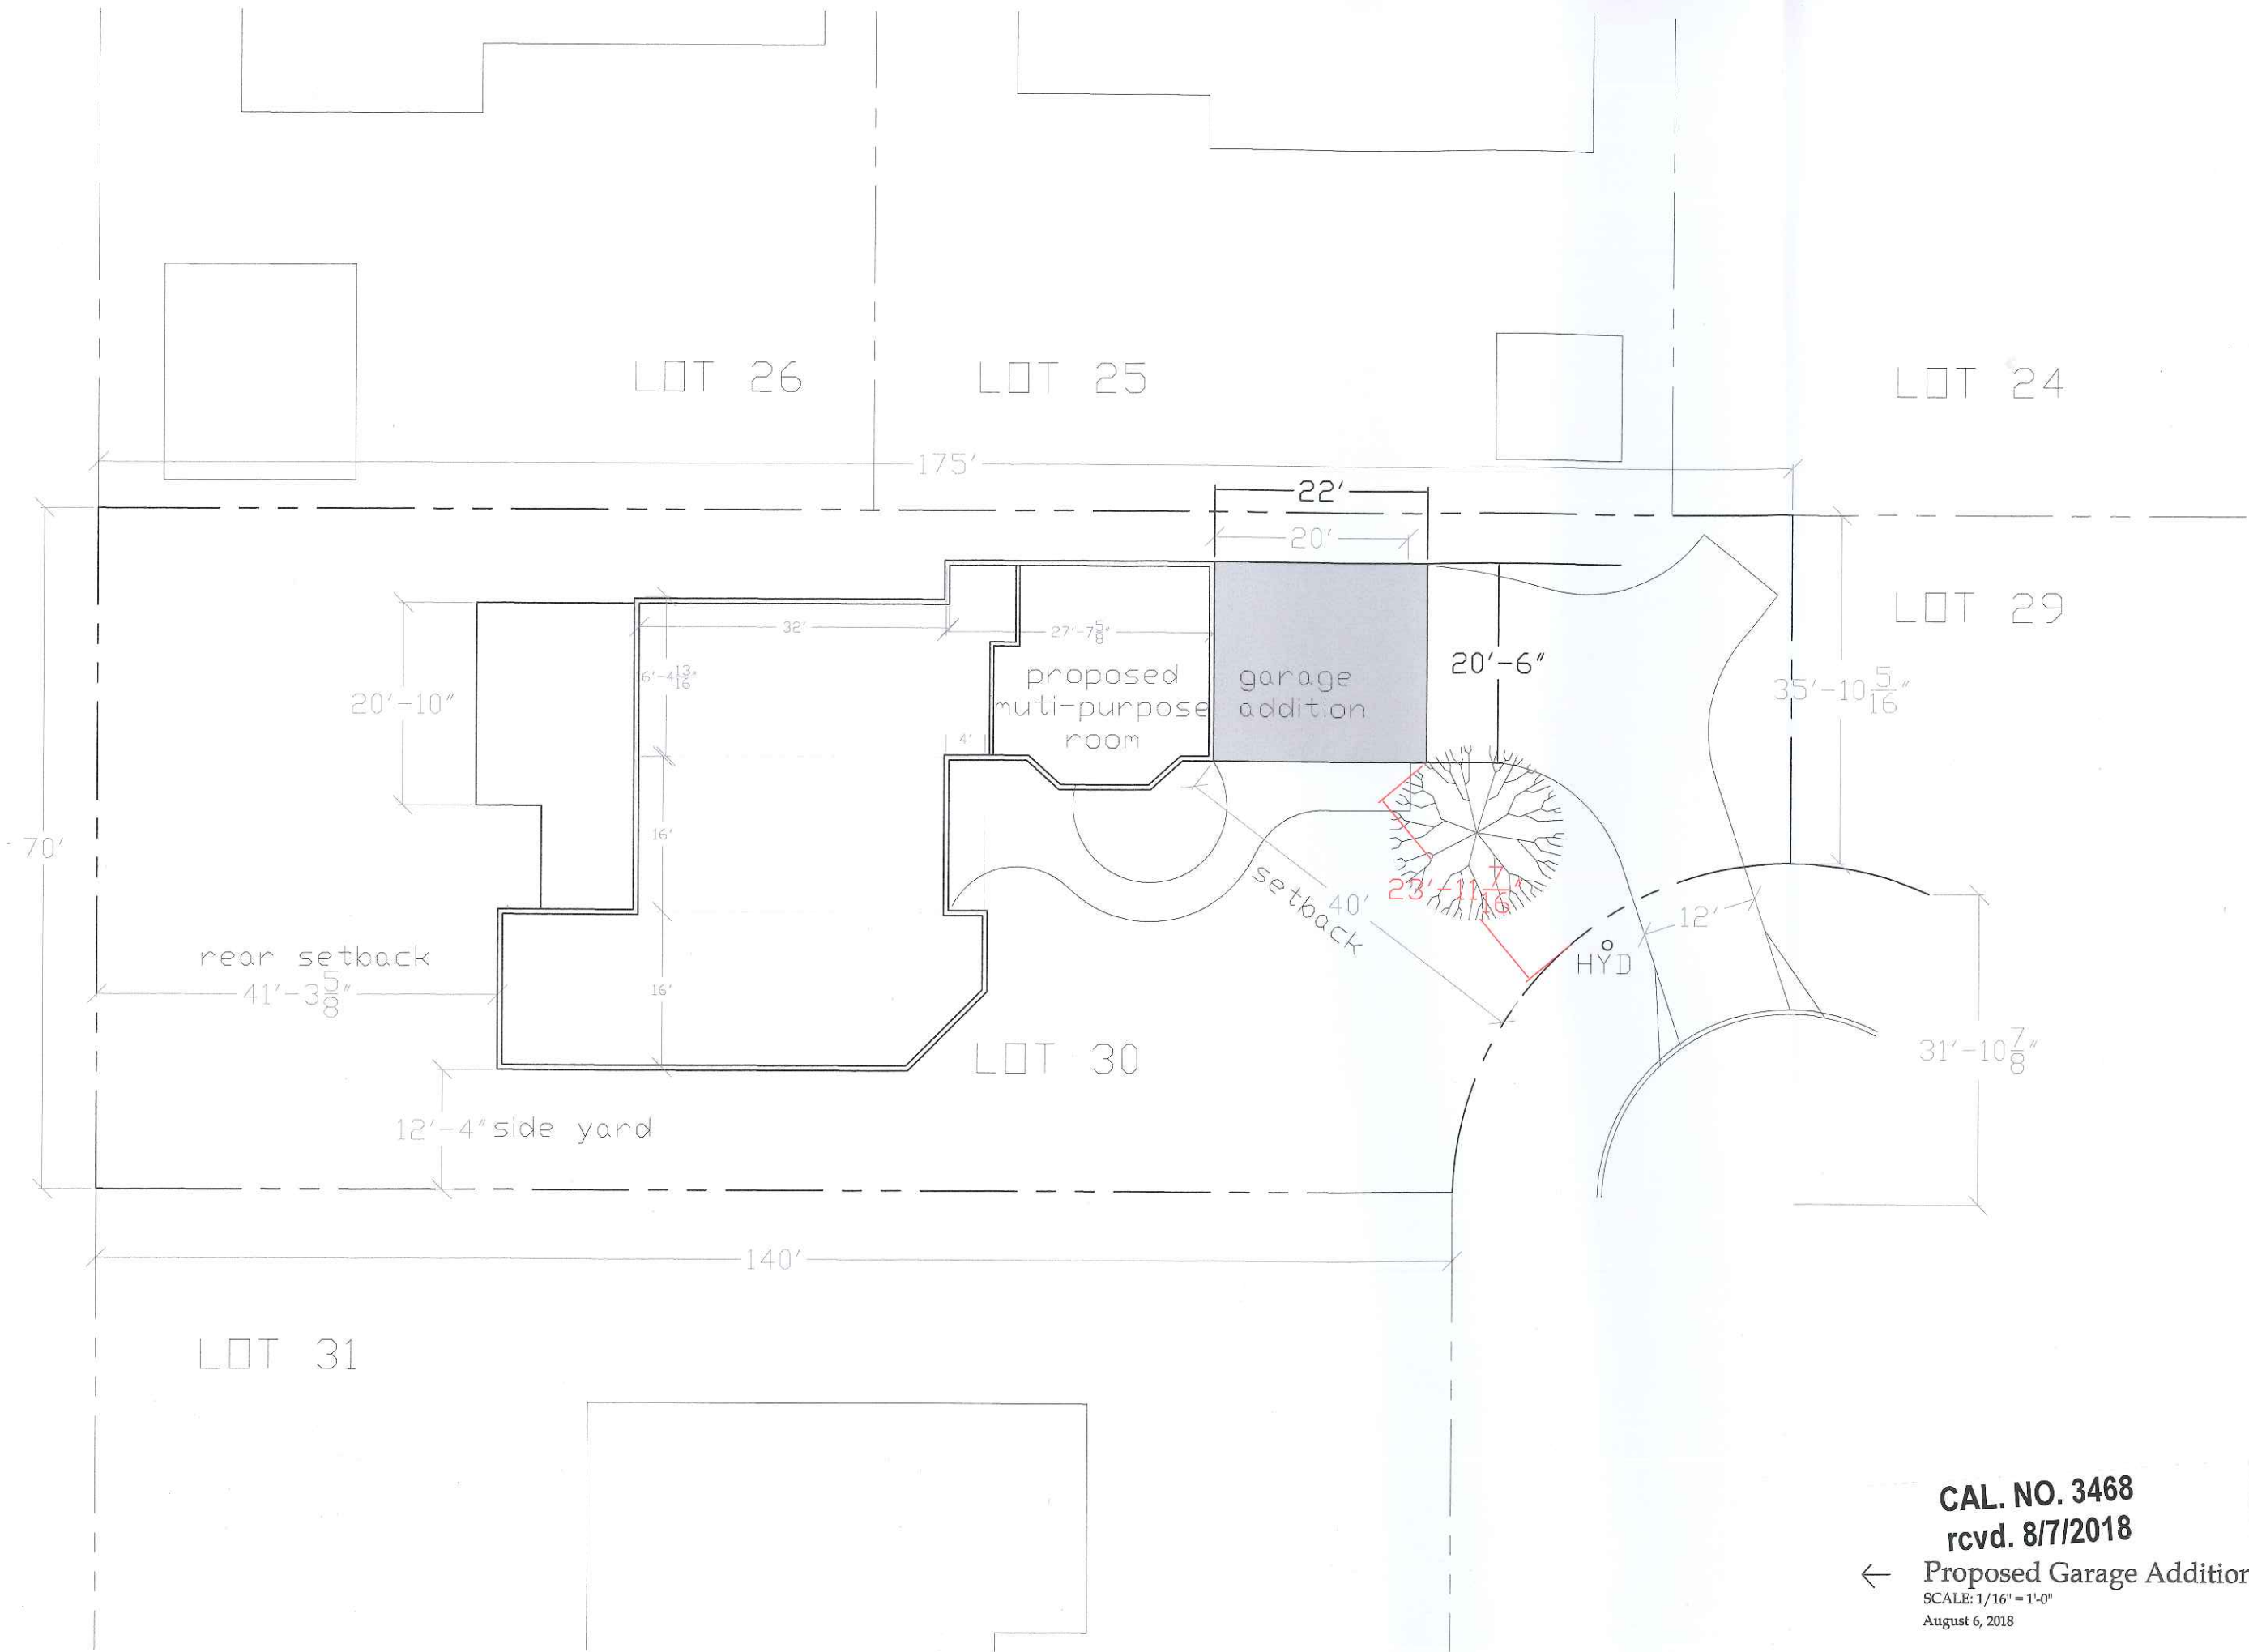 LOT 26
LOT 25
LOT 24
175'
22'
20'
LOT 29
32'
27'-7 5/8"
20'-10"
6'-4 13/16"
proposed
muti-purpose
room
garage
addition
20'-6"
35'-10 5/16"
4'
70'
16'
setback
40'
23'-11 7/16"
12'
HYD
rear setback
41'-3 5/8"
16'
LOT 30
31'-10 7/8"
12'-4" side yard
140'
LOT 31
CAL. NO. 3468
rcvd. 8/7/2018
← Proposed Garage Addition
SCALE: 1/16" = 1'-0"
August 6, 2018